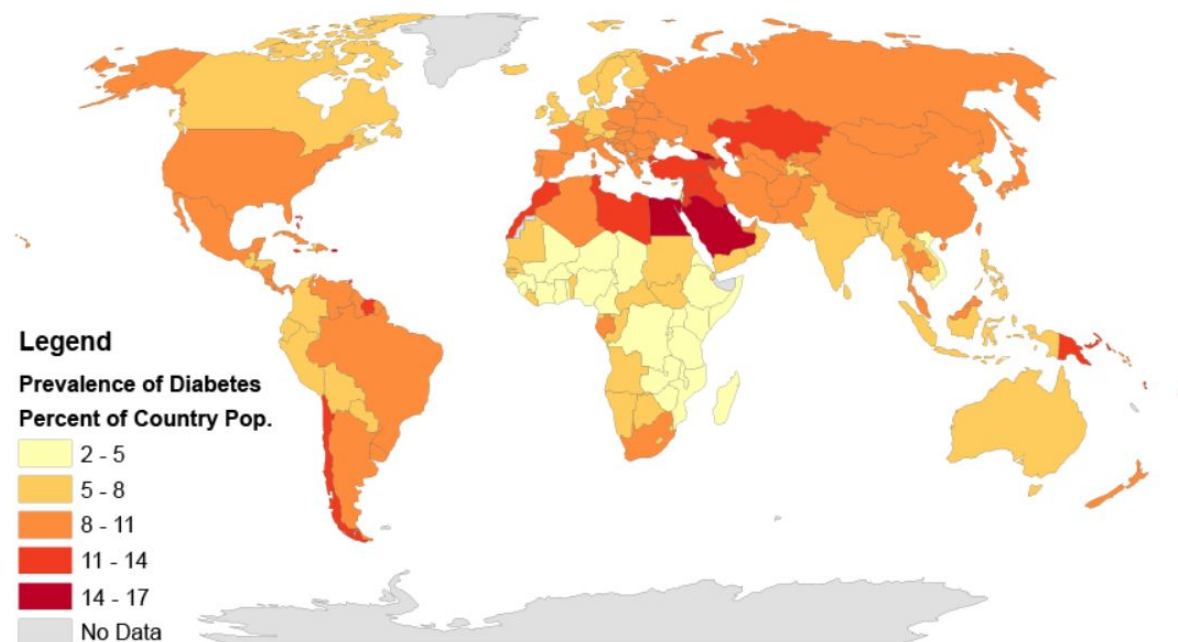 Legend
Prevalence of Diabetes
Percent of Country Pop.
2 - 5
5 - 8
8 - 11
11 - 14
14 - 17
No Data